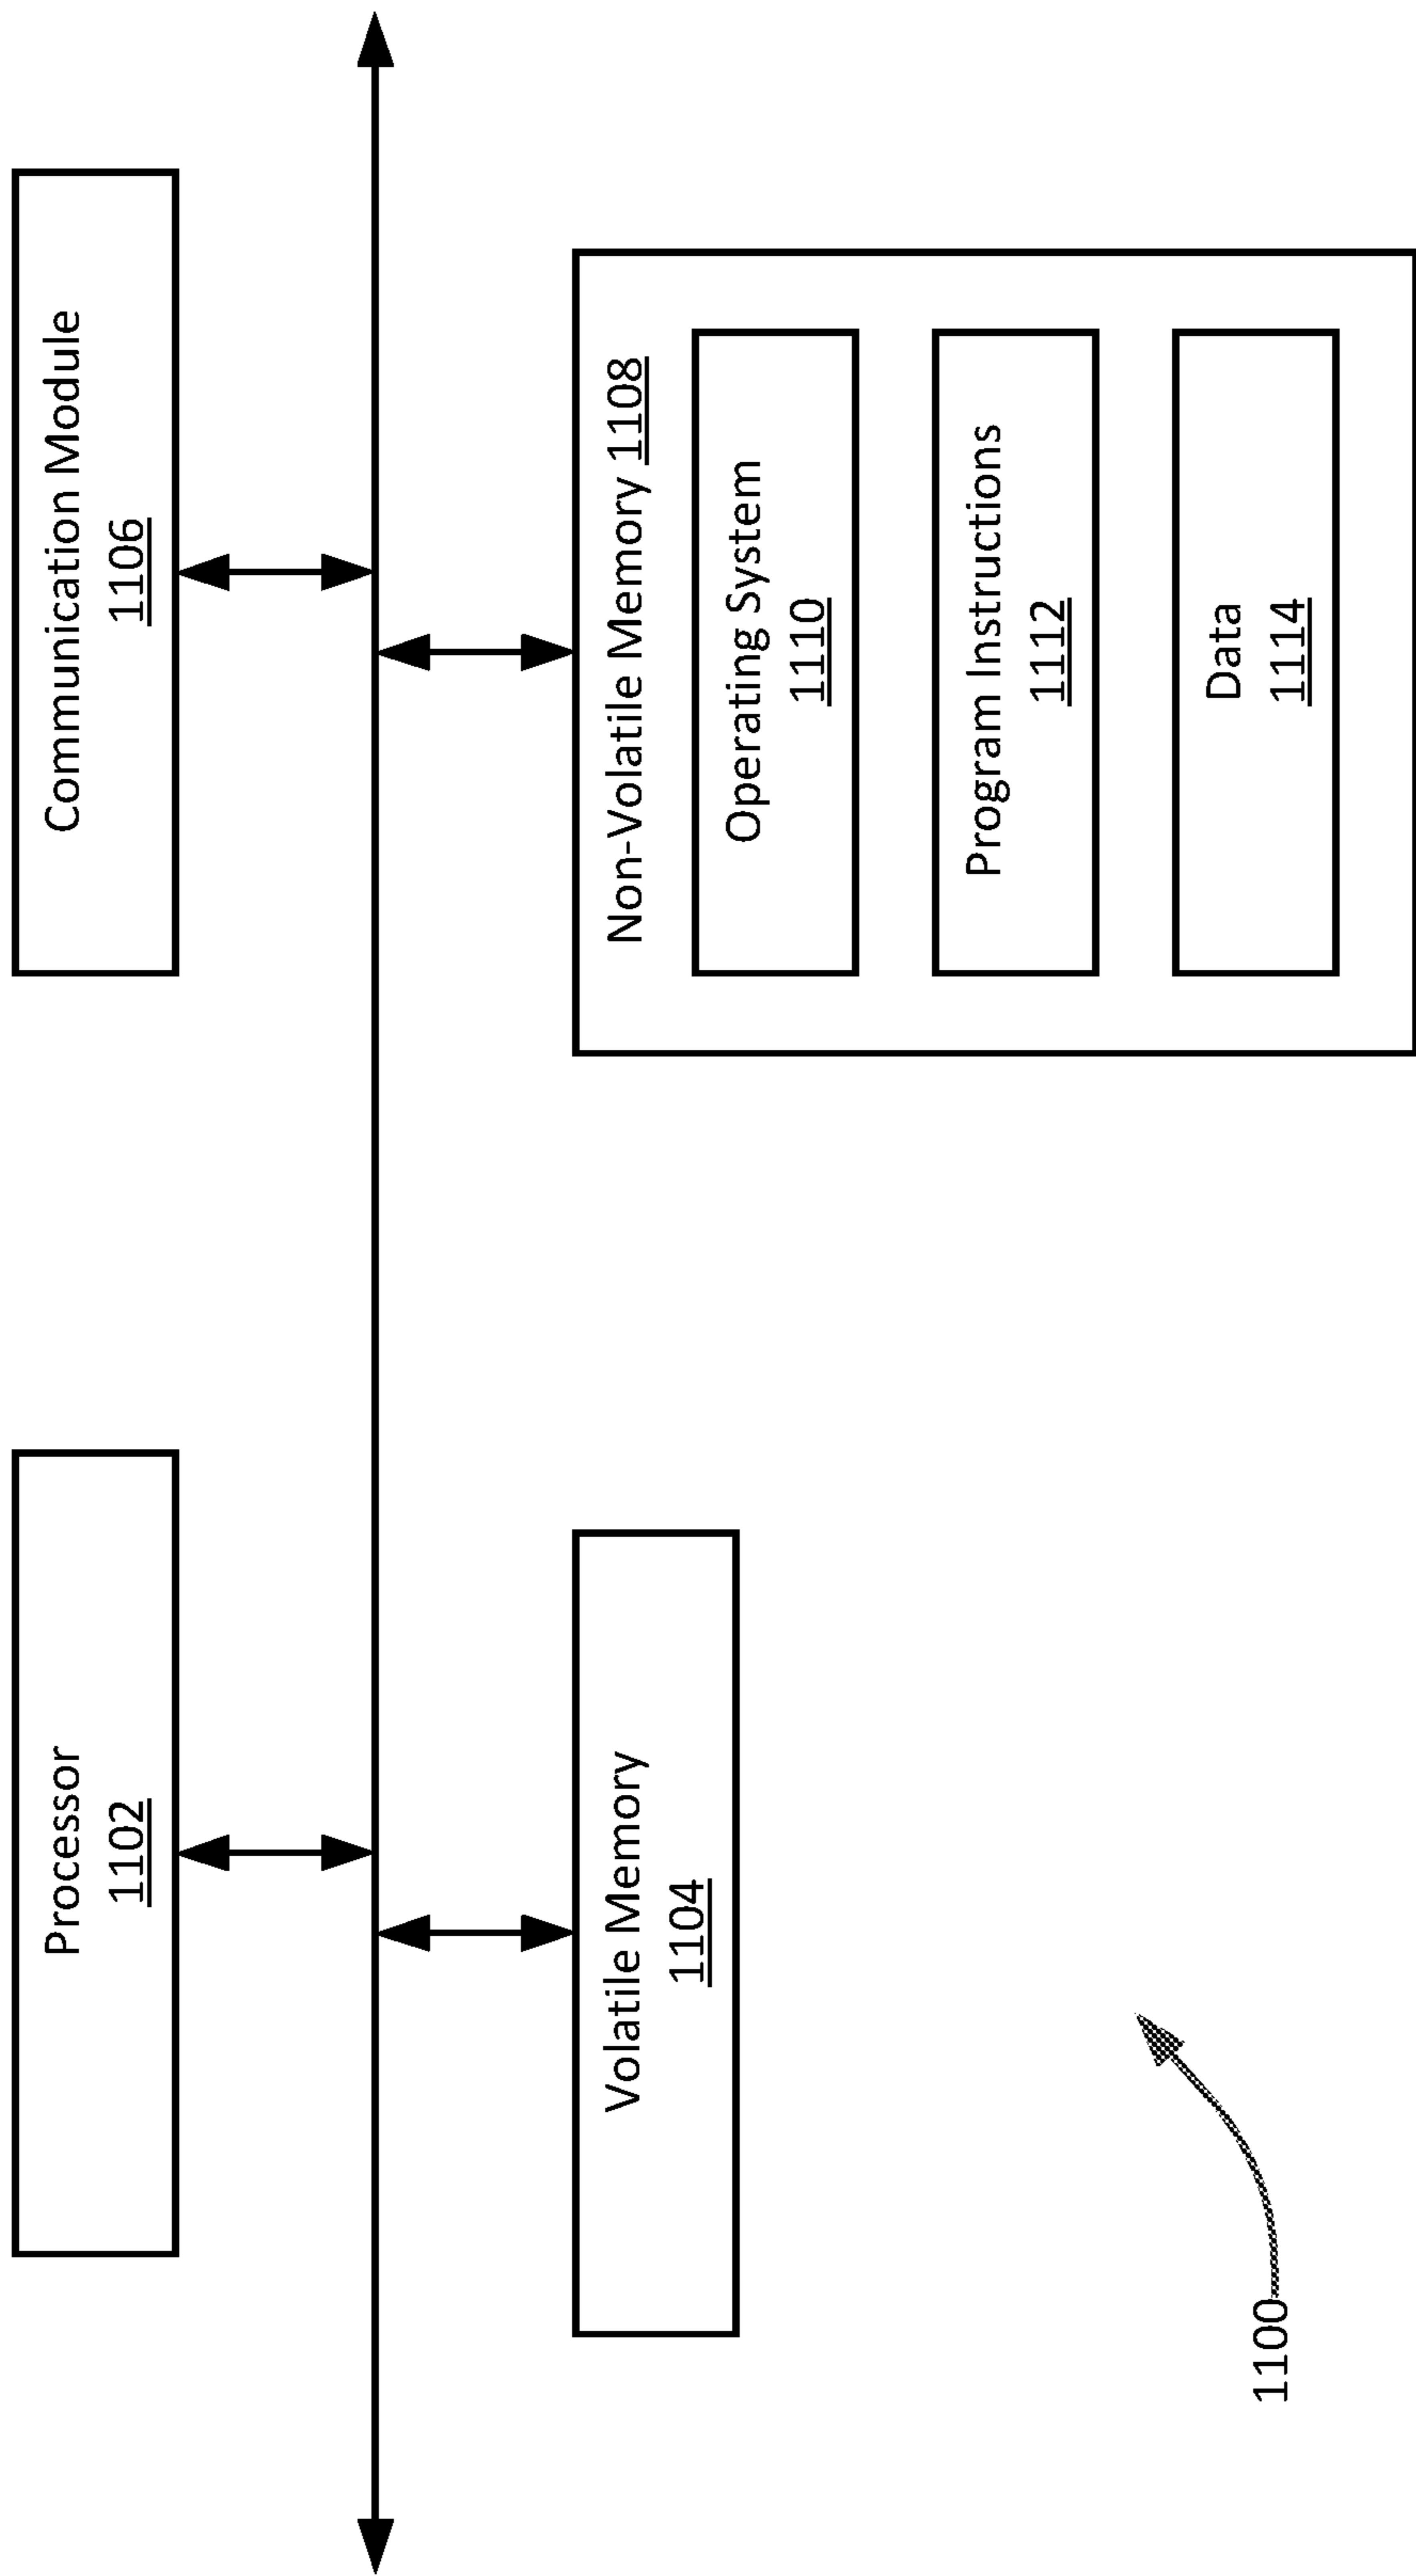 Processor
1102
Communication Module
1106
Volatile Memory
1104
Non-Volatile Memory 1108
Operating System
1110
Program Instructions
1112
Data
1114
1100